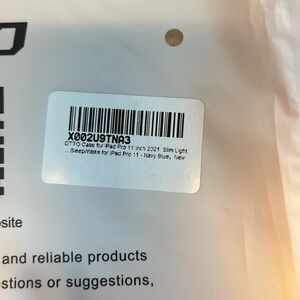 X002U9TNA3
DTTO Case for iPad Pro 11 Inch 2021, Slim Light
... Sleep/Wake for iPad Pro 11 - Navy Blue, New
site
and reliable products
stions or suggestions,